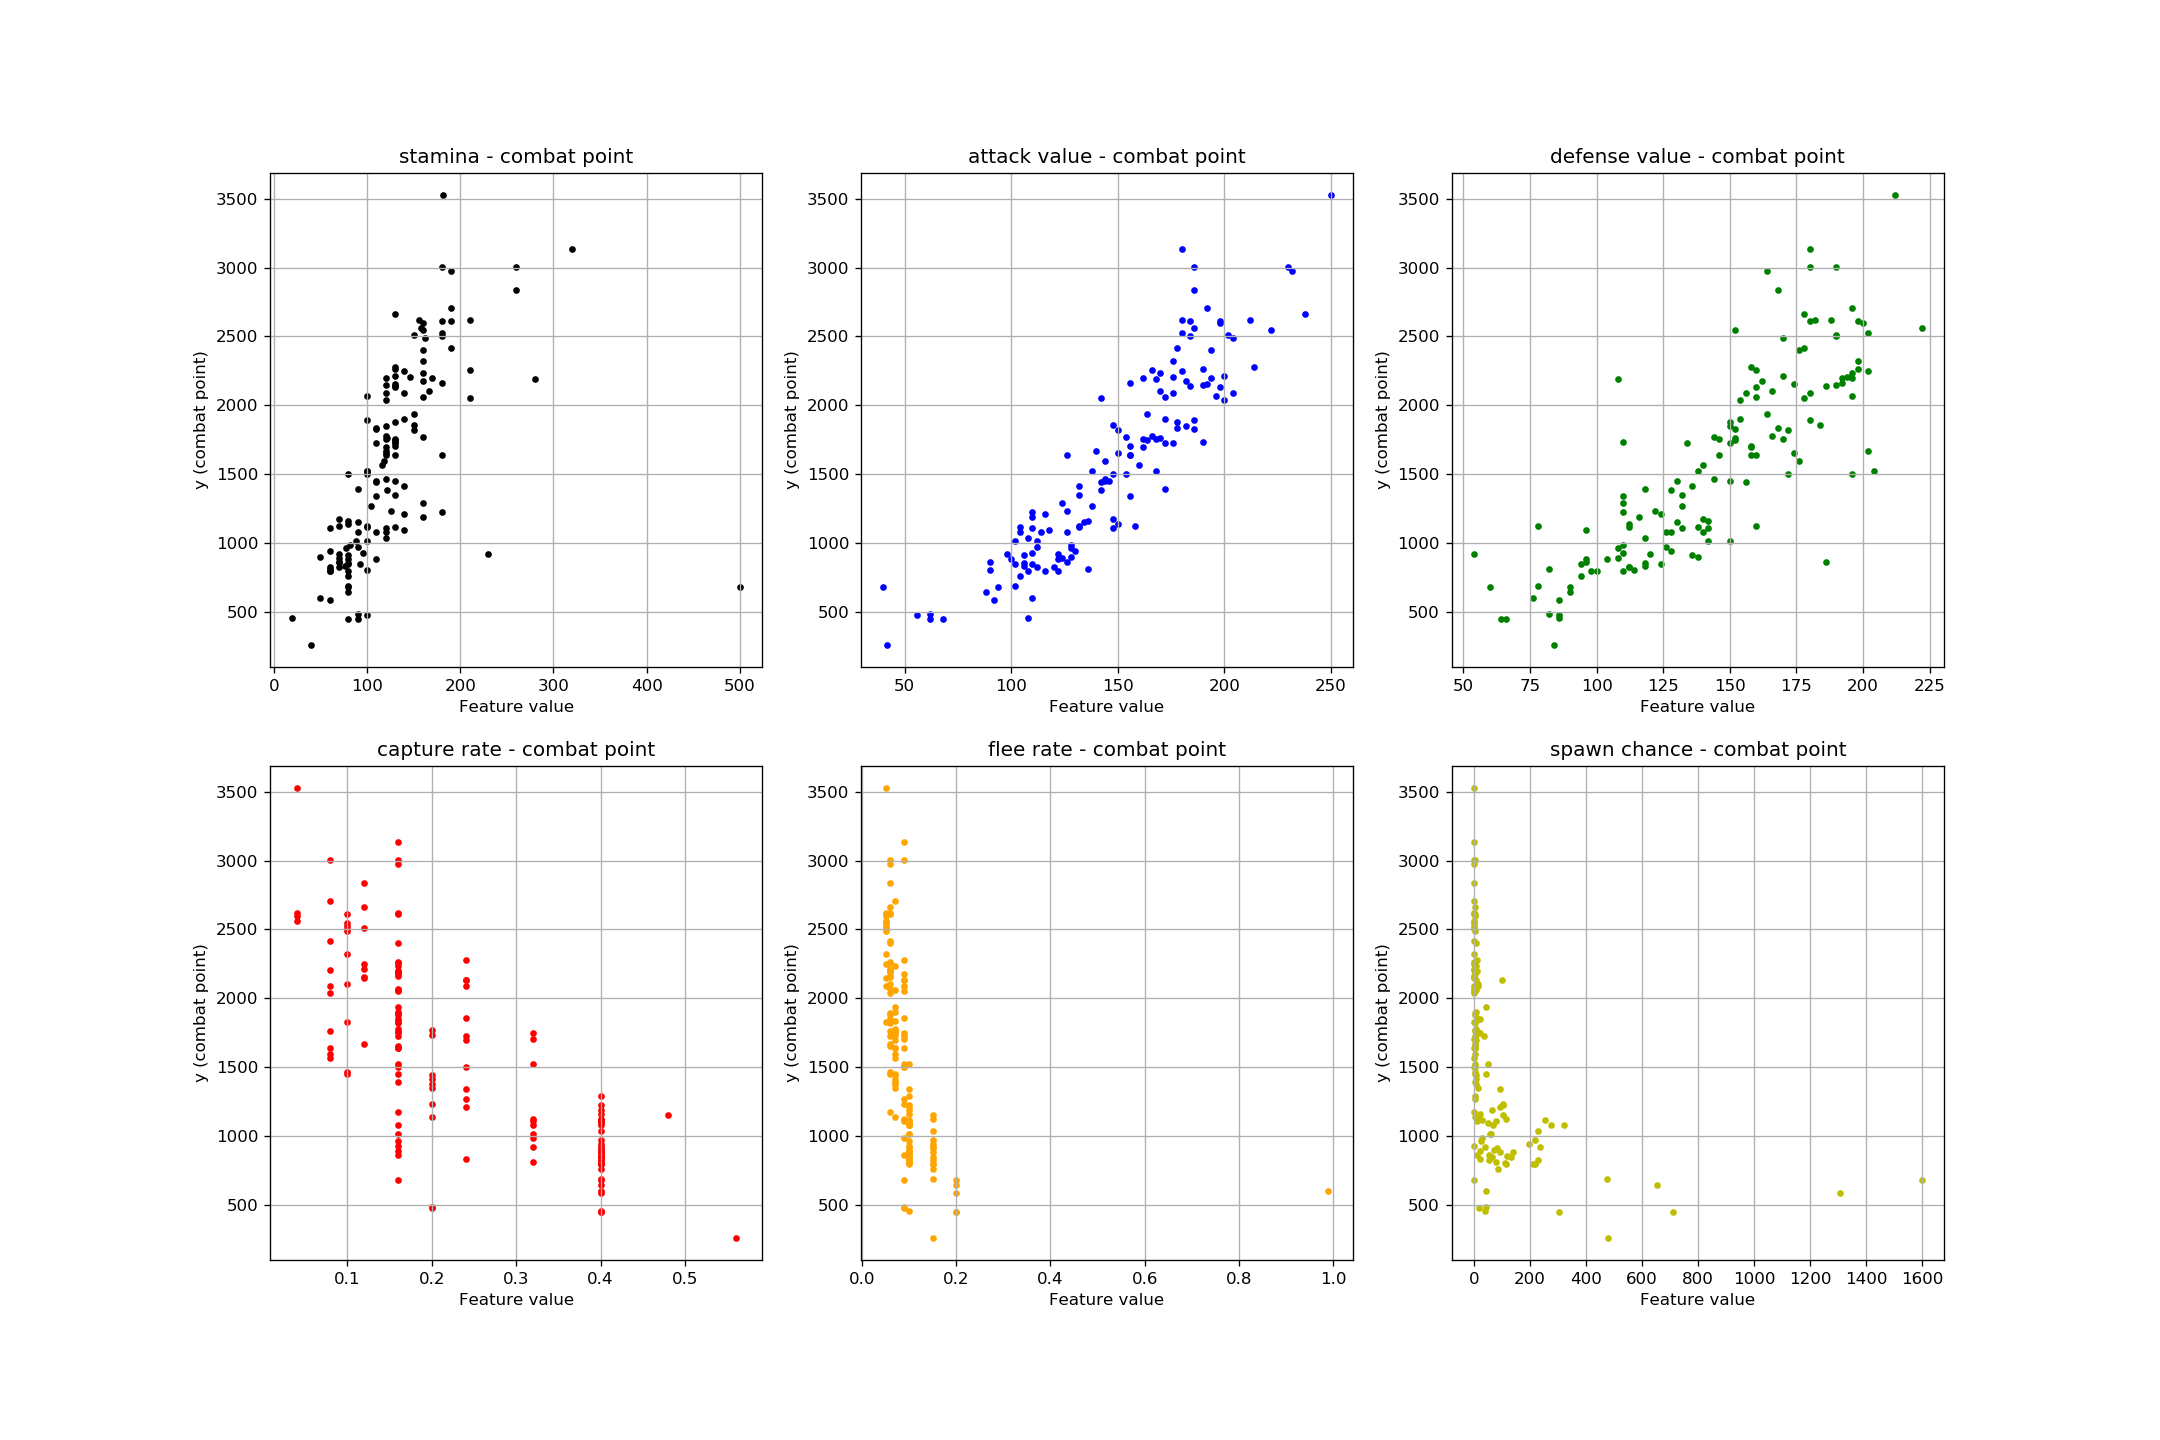 stamina - combat point
attack value - combat point
defense value - combat point
y (combat point)
3500
3000
2500
2000
1500
1000
500
0 100 200 300 400 500
Feature value
y (combat point)
3500
3000
2500
2000
1500
1000
500
50 100 150 200 250
Feature value
y (combat point)
3500
3000
2500
2000
1500
1000
500
50 75 100 125 150 175 200 225
Feature value
capture rate - combat point
flee rate - combat point
spawn chance - combat point
y (combat point)
3500
3000
2500
2000
1500
1000
500
0.1 0.2 0.3 0.4 0.5
Feature value
y (combat point)
3500
3000
2500
2000
1500
1000
500
0.0 0.2 0.4 0.6 0.8 1.0
Feature value
y (combat point)
3500
3000
2500
2000
1500
1000
500
0 200 400 600 800 1000 1200 1400 1600
Feature value